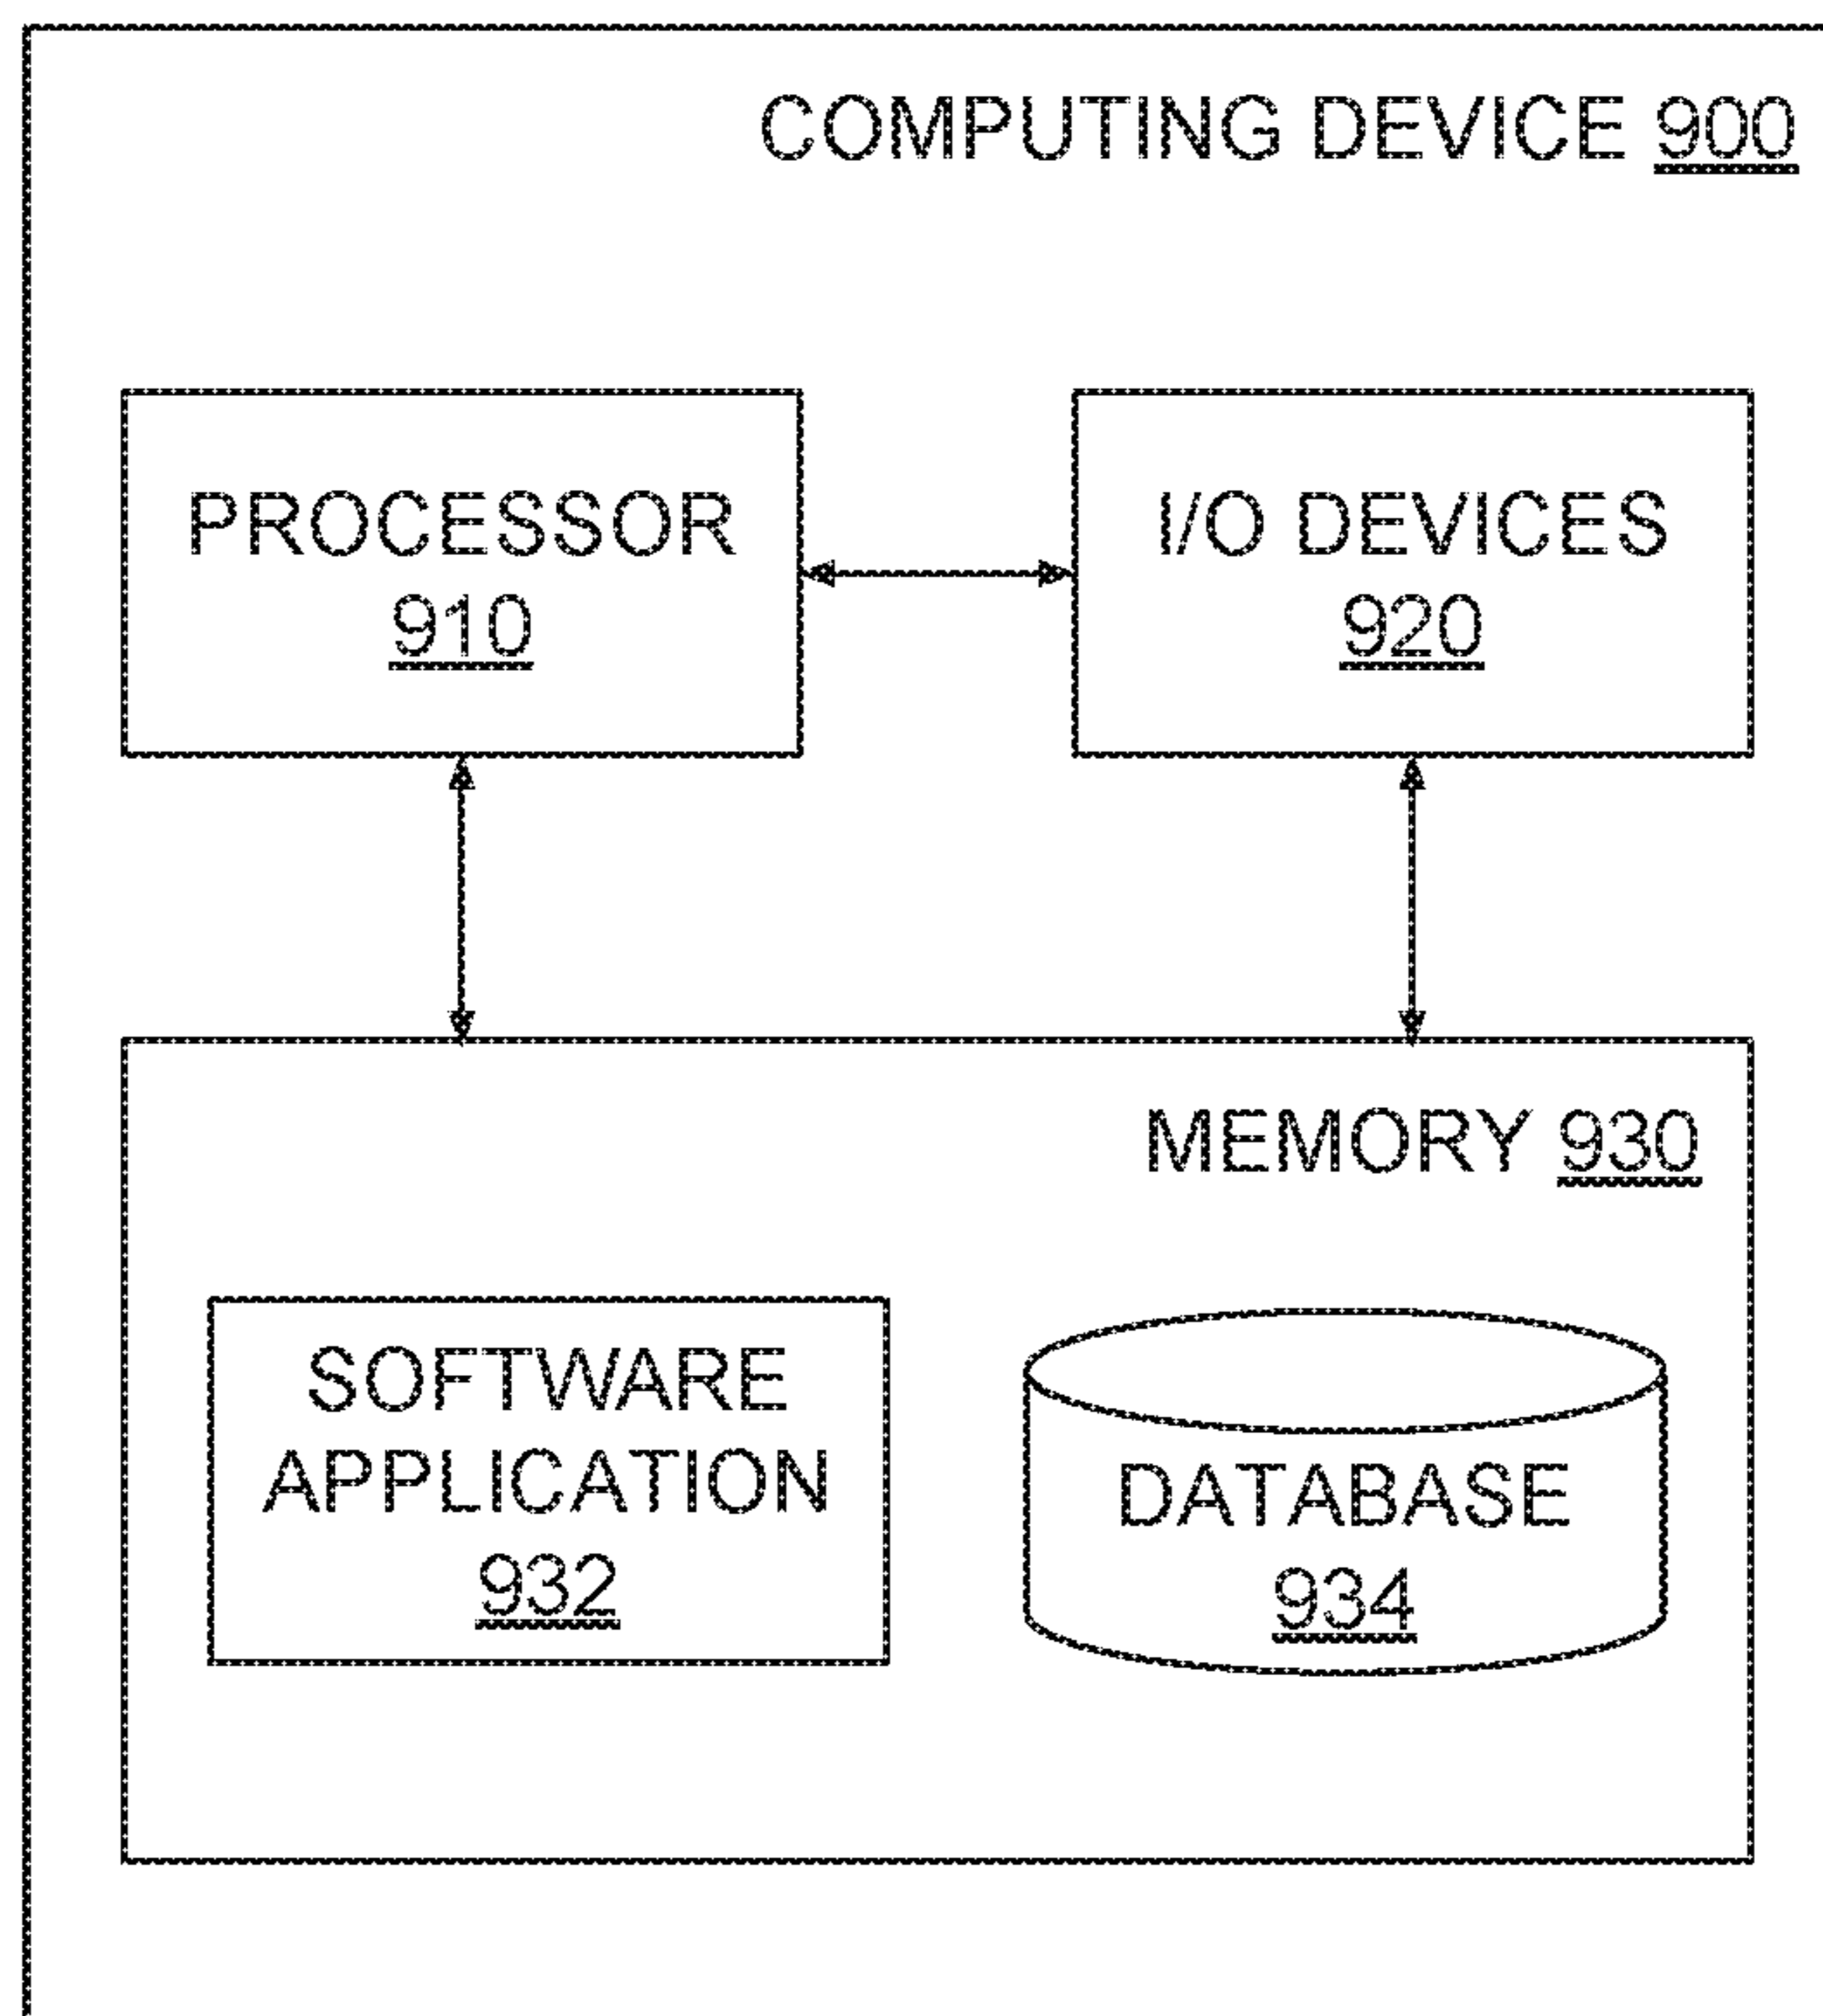 COMPUTING DEVICE 900
PROCESSOR
910
I/O DEVICES
920
MEMORY 930
SOFTWARE
APPLICATION
932
DATABASE
934